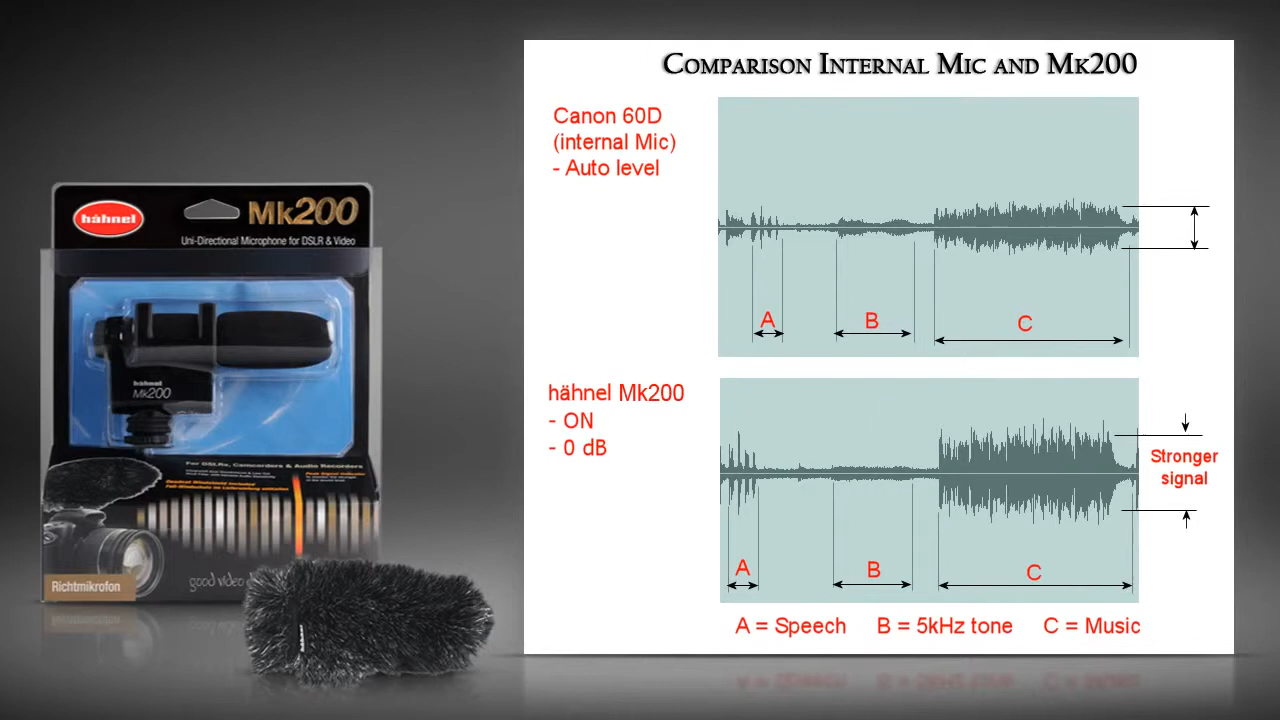 hähnel
Mk200
Uni-Directional Microphone for DSLR & Video
hähnel
Mk200
For DSLRs, Camcorders & Audio Recorders
Richtmikrofon
good video
COMPARISON INTERNAL MIC AND MK200
Canon 60D
(internal Mic)
- Auto level
A
B
C
hähnel Mk200
- ON
- 0 dB
Stronger
signal
A
B
C
A = Speech B = 5kHz tone C = Music